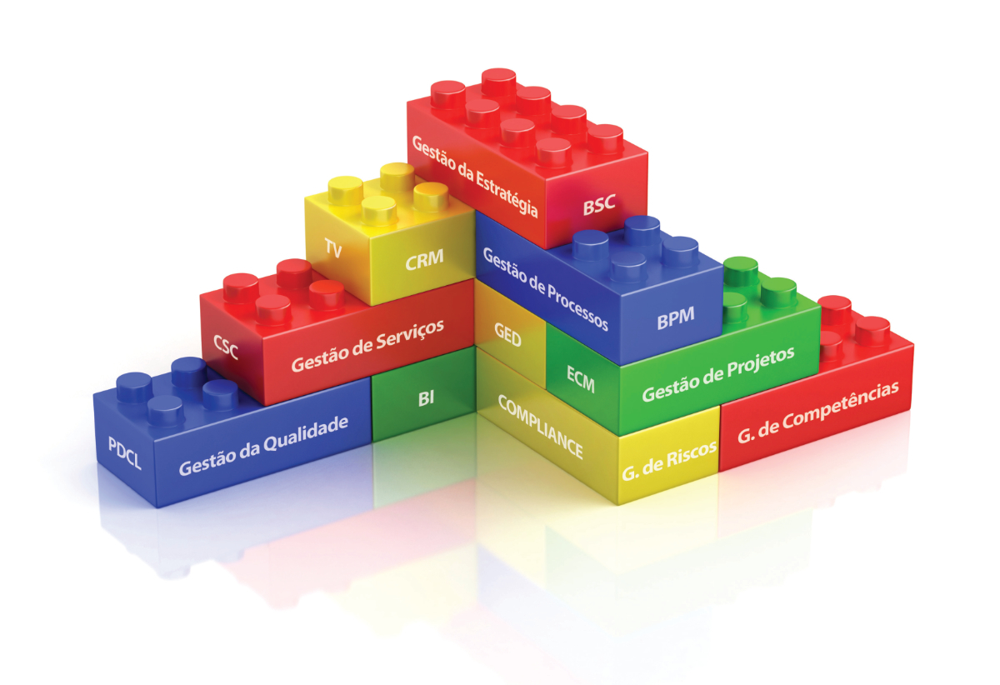 Gestão da Estratégia
BSC
TV
CRM
Gestão de Processos
BPM
CSC
Gestão de Serviços
GED
ECM
Gestão de Projetos
PDCL
Gestão da Qualidade
BI
COMPLIANCE
G. de Riscos
G. de Competências